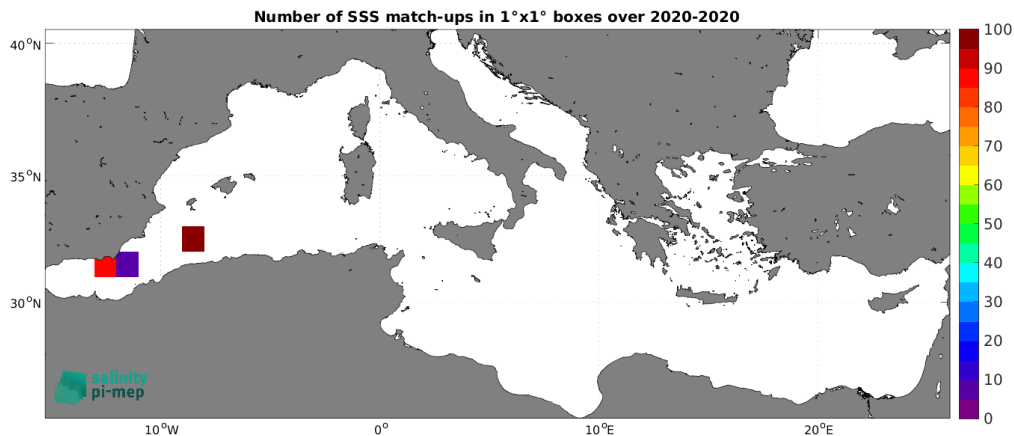 Number of SSS match-ups in 1°x1° boxes over 2020-2020
40°N
35°N
30°N
10°W
0°
10°E
20°E
100
90
80
70
60
50
40
30
20
10
0
salinity
pi-mep